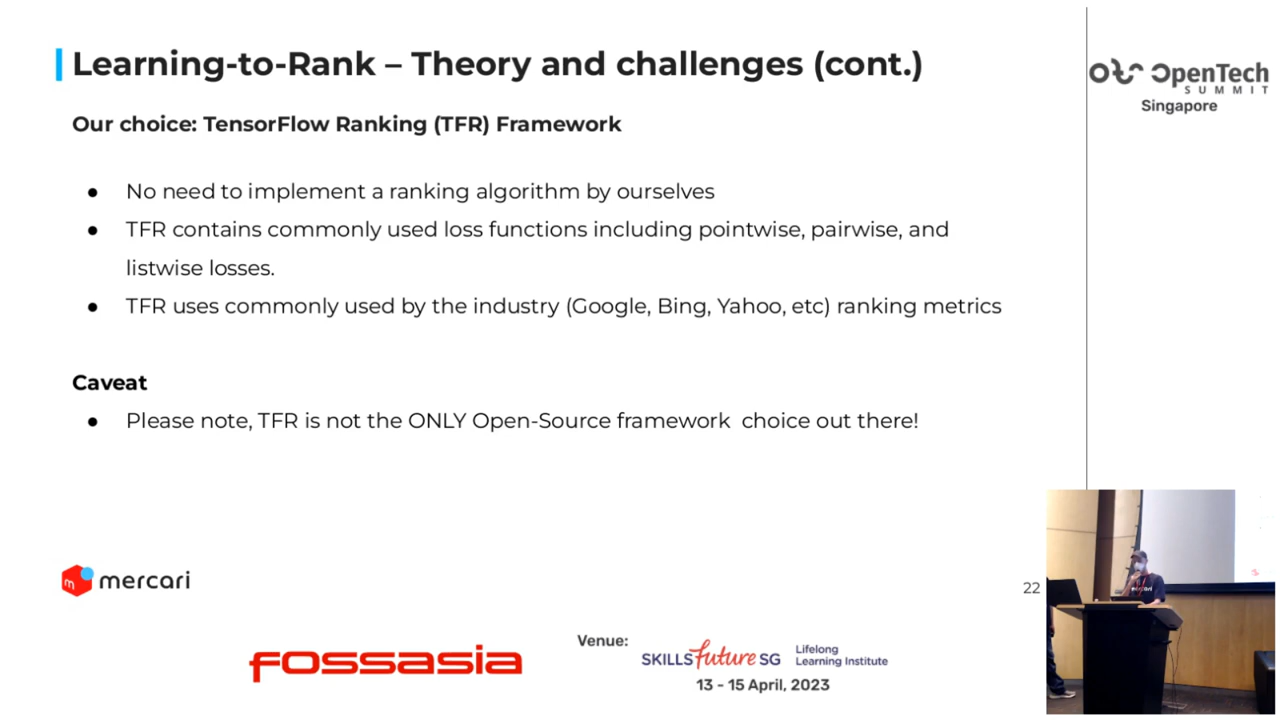 Learning-to-Rank – Theory and challenges (cont.)
Our choice: TensorFlow Ranking (TFR) Framework
● No need to implement a ranking algorithm by ourselves
● TFR contains commonly used loss functions including pointwise, pairwise, and
listwise losses.
● TFR uses commonly used by the industry (Google, Bing, Yahoo, etc) ranking metrics
Caveat
● Please note, TFR is not the ONLY Open-Source framework  choice out there!
mercari
22
OpenTech
SUMMIT
Singapore
mercari
fossasia
Venue:
SKILLSfuture SG
Lifelong
Learning Institute
13 - 15 April, 2023